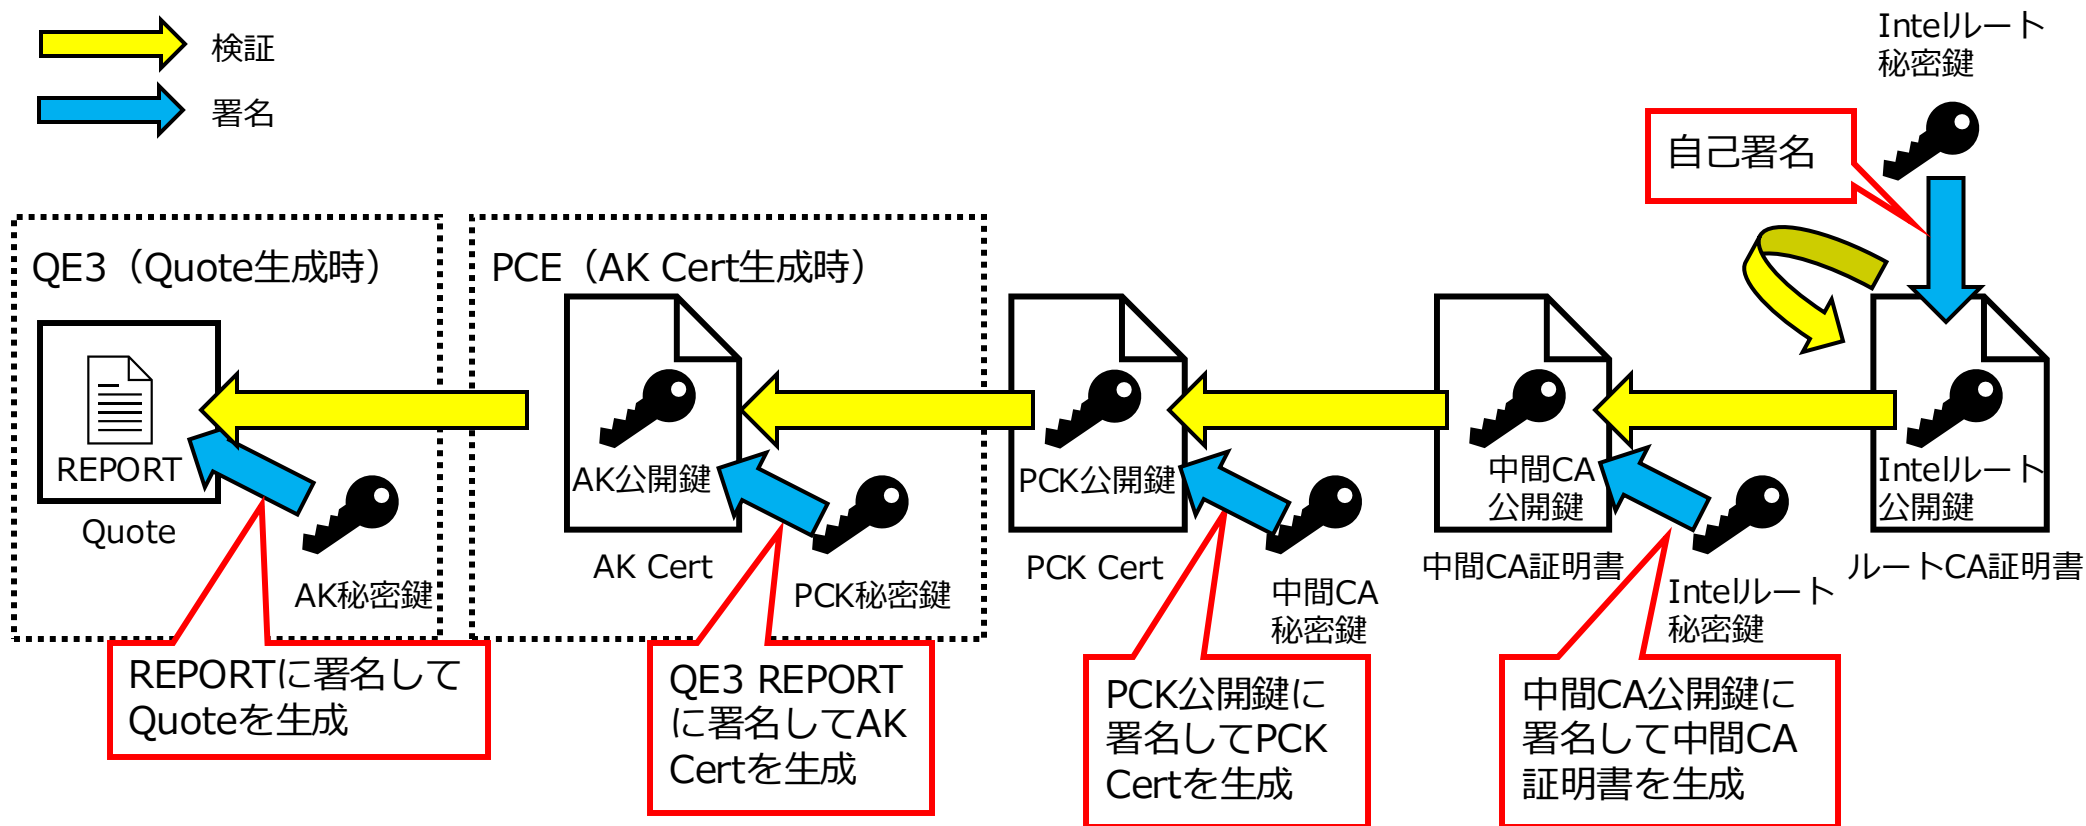 検証
署名
Intelルート
秘密鍵
自己署名
QE3（Quote生成時）
PCE（AK Cert生成時）
REPORT
Quote
AK秘密鍵
AK公開鍵
AK Cert
PCK秘密鍵
PCK公開鍵
PCK Cert
中間CA
秘密鍵
中間CA
公開鍵
中間CA証明書
Intelルート
秘密鍵
Intelルート
公開鍵
ルートCA証明書
REPORTに署名して
Quoteを生成
QE3 REPORT
に署名してAK
Certを生成
PCK公開鍵に
署名してPCK
Certを生成
中間CA公開鍵に
署名して中間CA
証明書を生成